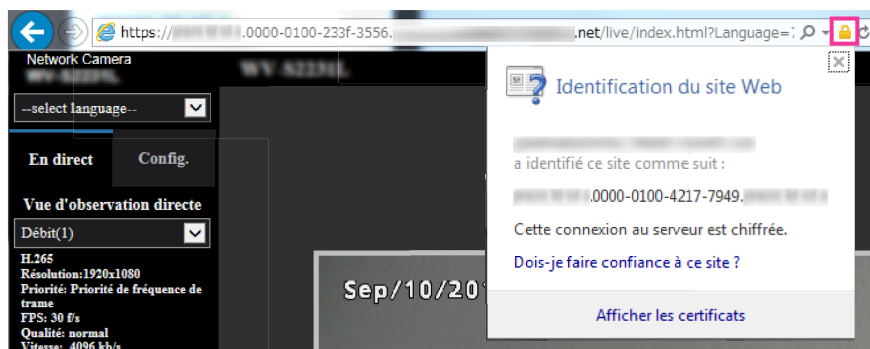 https:// .0000-0100-233f-3556. .net/live/index.html?Language=
Network Camera
--select language--
En direct Config.
Vue d'observation directe
Débit(1)
H.265
Résolution:1920x1080
Priorité: Priorité de fréquence de
trame
FPS: 30 f/s
Qualité: normal
Vitesse: 4096 kb/s
Sep/10/20
Identification du site Web
a identifié ce site comme suit :
.0000-0100-4217-7949.
Cette connexion au serveur est chiffrée.
Dois-je faire confiance à ce site ?
Afficher les certificats